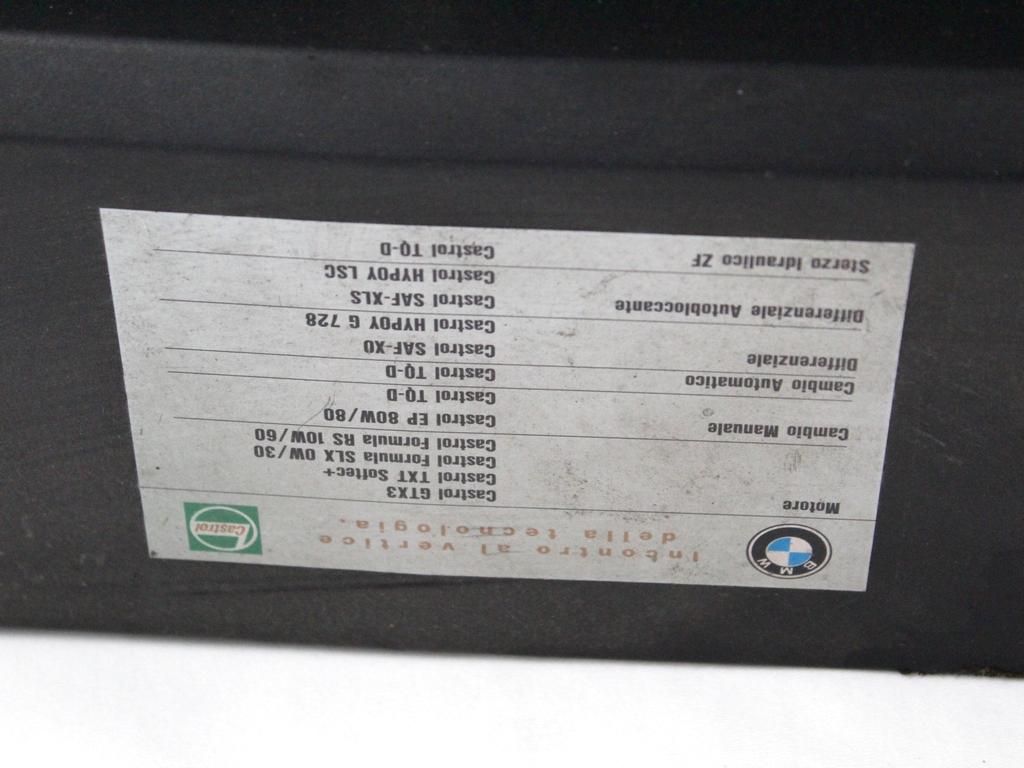 BMW
Incontro al vertice
della tecnologia.
Castrol
Motore
Castrol GTX3
Castrol TXT Softec+
Castrol Formula SLX 0W/30
Castrol Formula RS 10W/60
Cambio Manuale
Castrol EP 80W/80
Castrol TQ-D
Cambio Automatico
Castrol TQ-D
Differenziale
Castrol SAF-XO
Castrol HYPOY G 728
Differenziale Autobloccante
Castrol SAF-XLS
Castrol HYPOY LSC
Sterzo Idraulico ZF
Castrol TQ-D